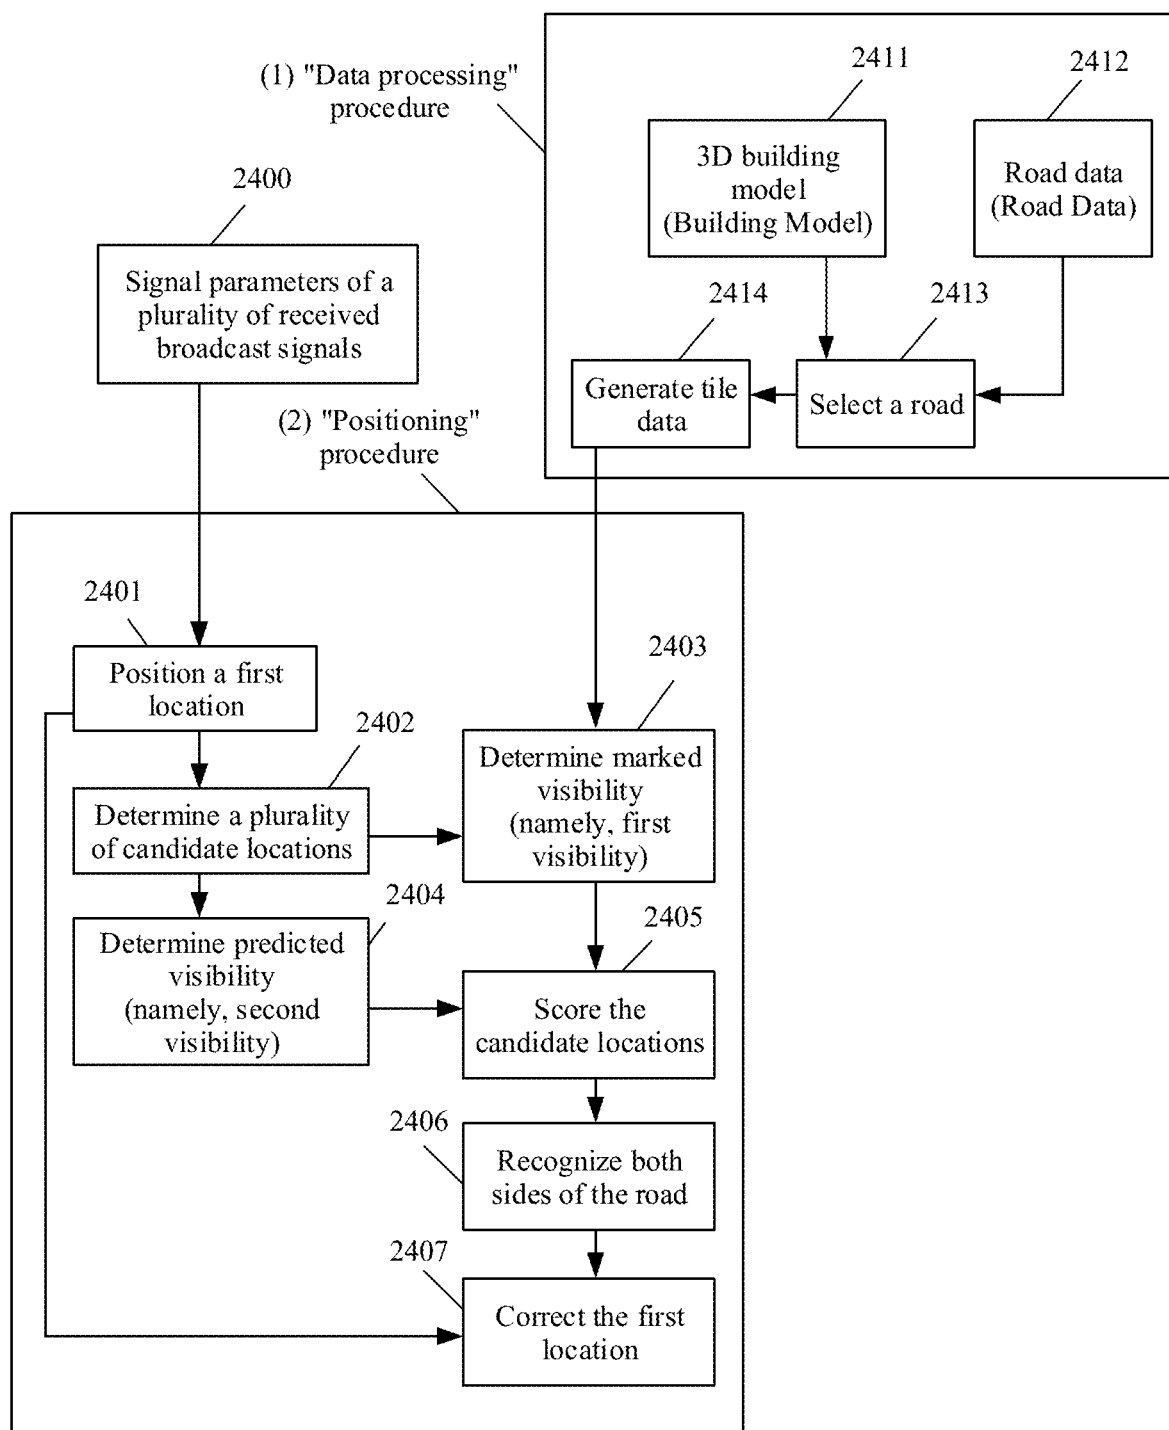 (1) "Data processing"
procedure
2411
2412
3D building
model
(Building Model)
Road data
(Road Data)
2400
Signal parameters of a
plurality of received
broadcast signals
2414
2413
Generate tile
data
Select a road
(2) "Positioning"
procedure
2401
Position a first
location
2402
Determine a plurality
of candidate locations
2403
Determine marked
visibility
(namely, first
visibility)
2404
Determine predicted
visibility
(namely, second
visibility)
2405
Score the
candidate locations
2406
Recognize both
sides of the road
2407
Correct the first
location